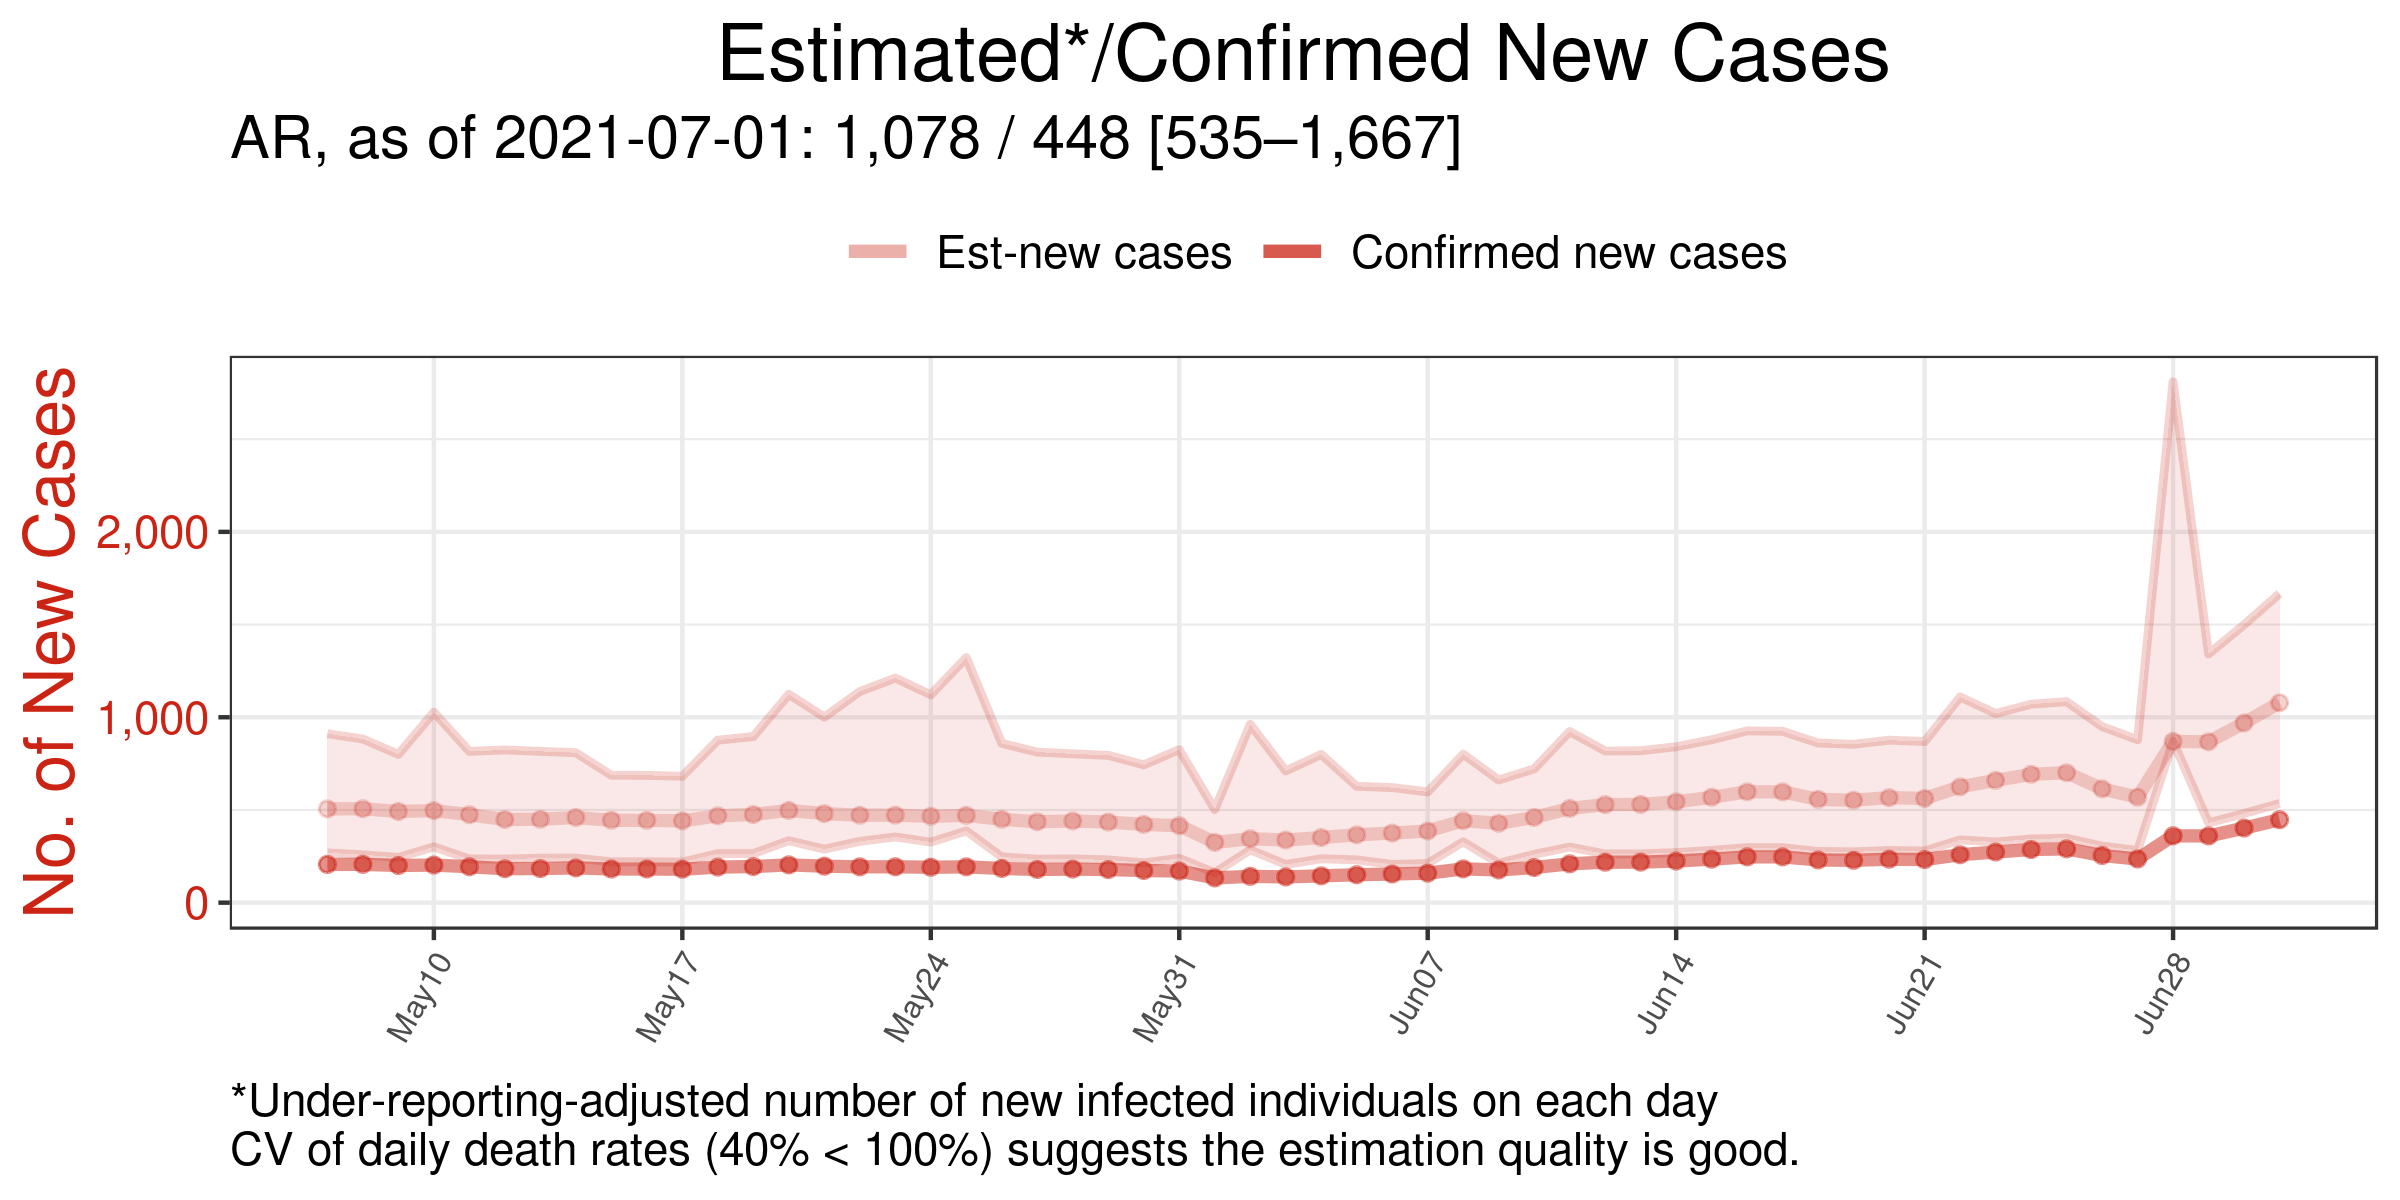 Estimated*/Confirmed New Cases
AR, as of 2021-07-01: 1,078 / 448 [535–1,667]
Est-new cases
Confirmed new cases
No. of New Cases
2,000
1,000
0
May10
May17
May24
May31
Jun07
Jun14
Jun21
Jun28
*Under-reporting-adjusted number of new infected individuals on each day
CV of daily death rates (40% < 100%) suggests the estimation quality is good.